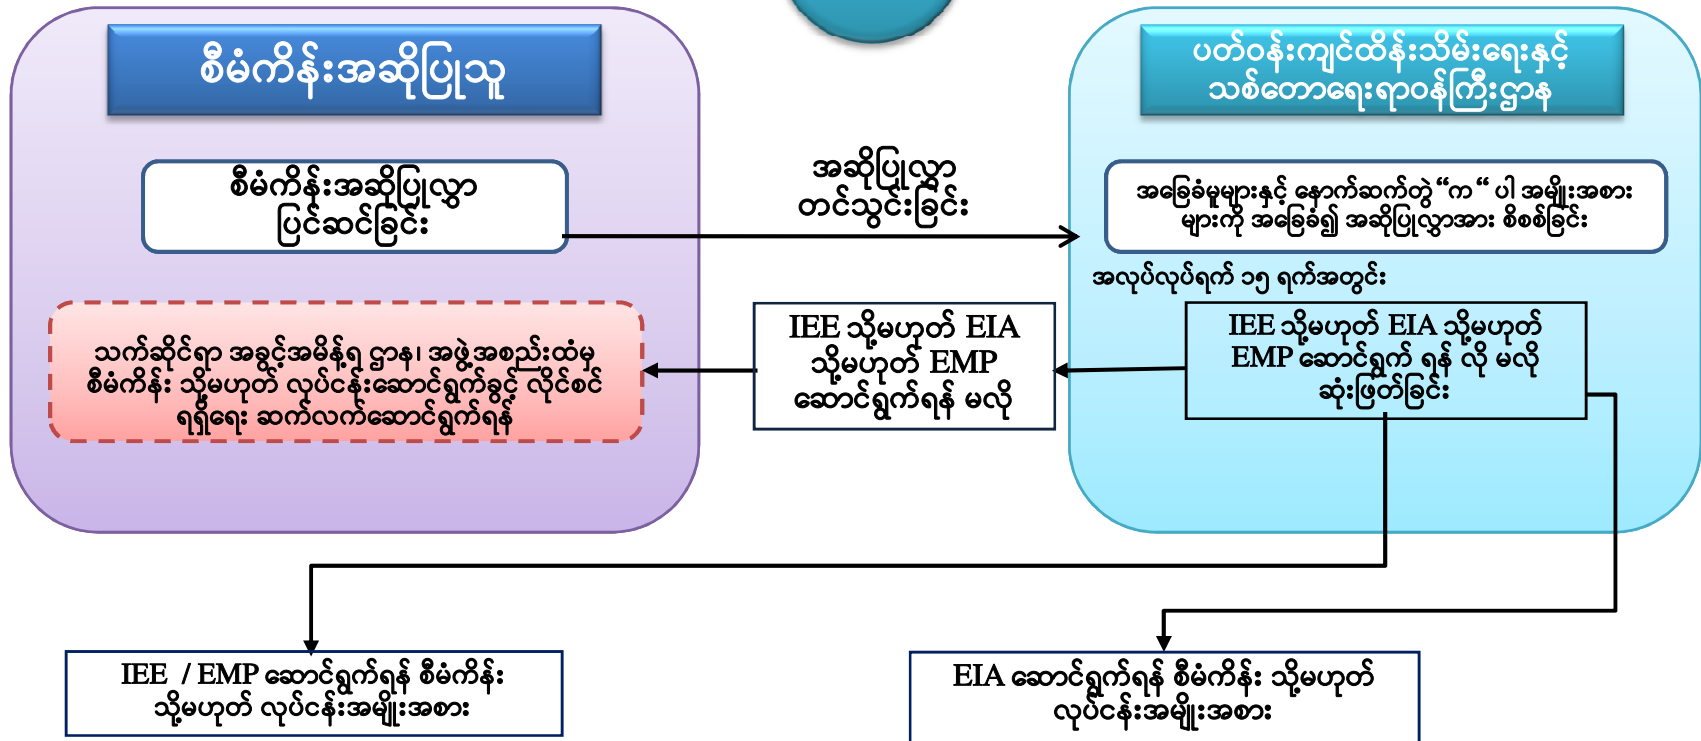 စီမံကိန်းအဆိုပြုသူ
ပတ်ဝန်းကျင်ထိန်းသိမ်းရေးနှင့်
သစ်တောရေးရာဝန်ကြီးဌာန
စီမံကိန်းအဆိုပြုလွှာ
ပြင်ဆင်ခြင်း
အဆိုပြုလွှာ
တင်သွင်းခြင်း
အခြေခံမူများနှင့် နောက်ဆက်တွဲ “က “ ပါ အမျိုးအစား
များကို အခြေခံ၍ အဆိုပြုလွှာအား စိစစ်ခြင်း
အလုပ်လုပ်ရက် ၁၅ ရက်အတွင်း
သက်ဆိုင်ရာ အခွင့်အမိန့်ရ ဌာန၊ အဖွဲ့အစည်းထံမှ
စီမံကိန်း သို့မဟုတ် လုပ်ငန်းဆောင်ရွက်ခွင့် လိုင်စင်
ရရှိရေး ဆက်လက်ဆောင်ရွက်ရန်
IEE သို့မဟုတ် EIA
သို့မဟုတ် EMP
ဆောင်ရွက်ရန် မလို
IEE သို့မဟုတ် EIA သို့မဟုတ်
EMP ဆောင်ရွက် ရန် လို မလို
ဆုံးဖြတ်ခြင်း
IEE / EMP ဆောင်ရွက်ရန် စီမံကိန်း
သို့မဟုတ် လုပ်ငန်းအမျိုးအစား
EIA ဆောင်ရွက်ရန် စီမံကိန်း သို့မဟုတ်
လုပ်ငန်းအမျိုးအစား